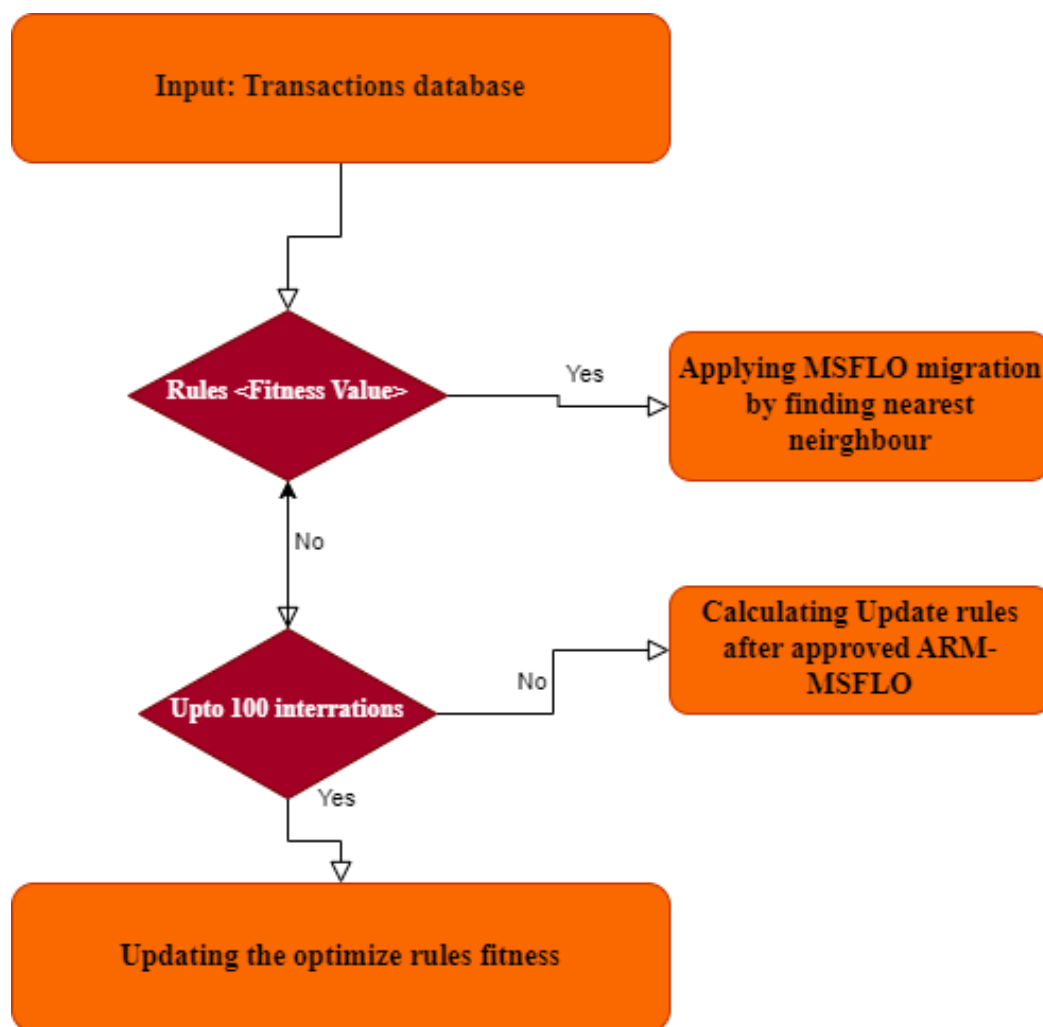 Input: Transactions database
Rules <Fitness Value>
Yes
Applying MSFLO migration
by finding nearest
neirghbour
No
Upto 100 interrations
No
Calculating Update rules
after approved ARM-
MSFLO
Yes
Updating the optimize rules fitness